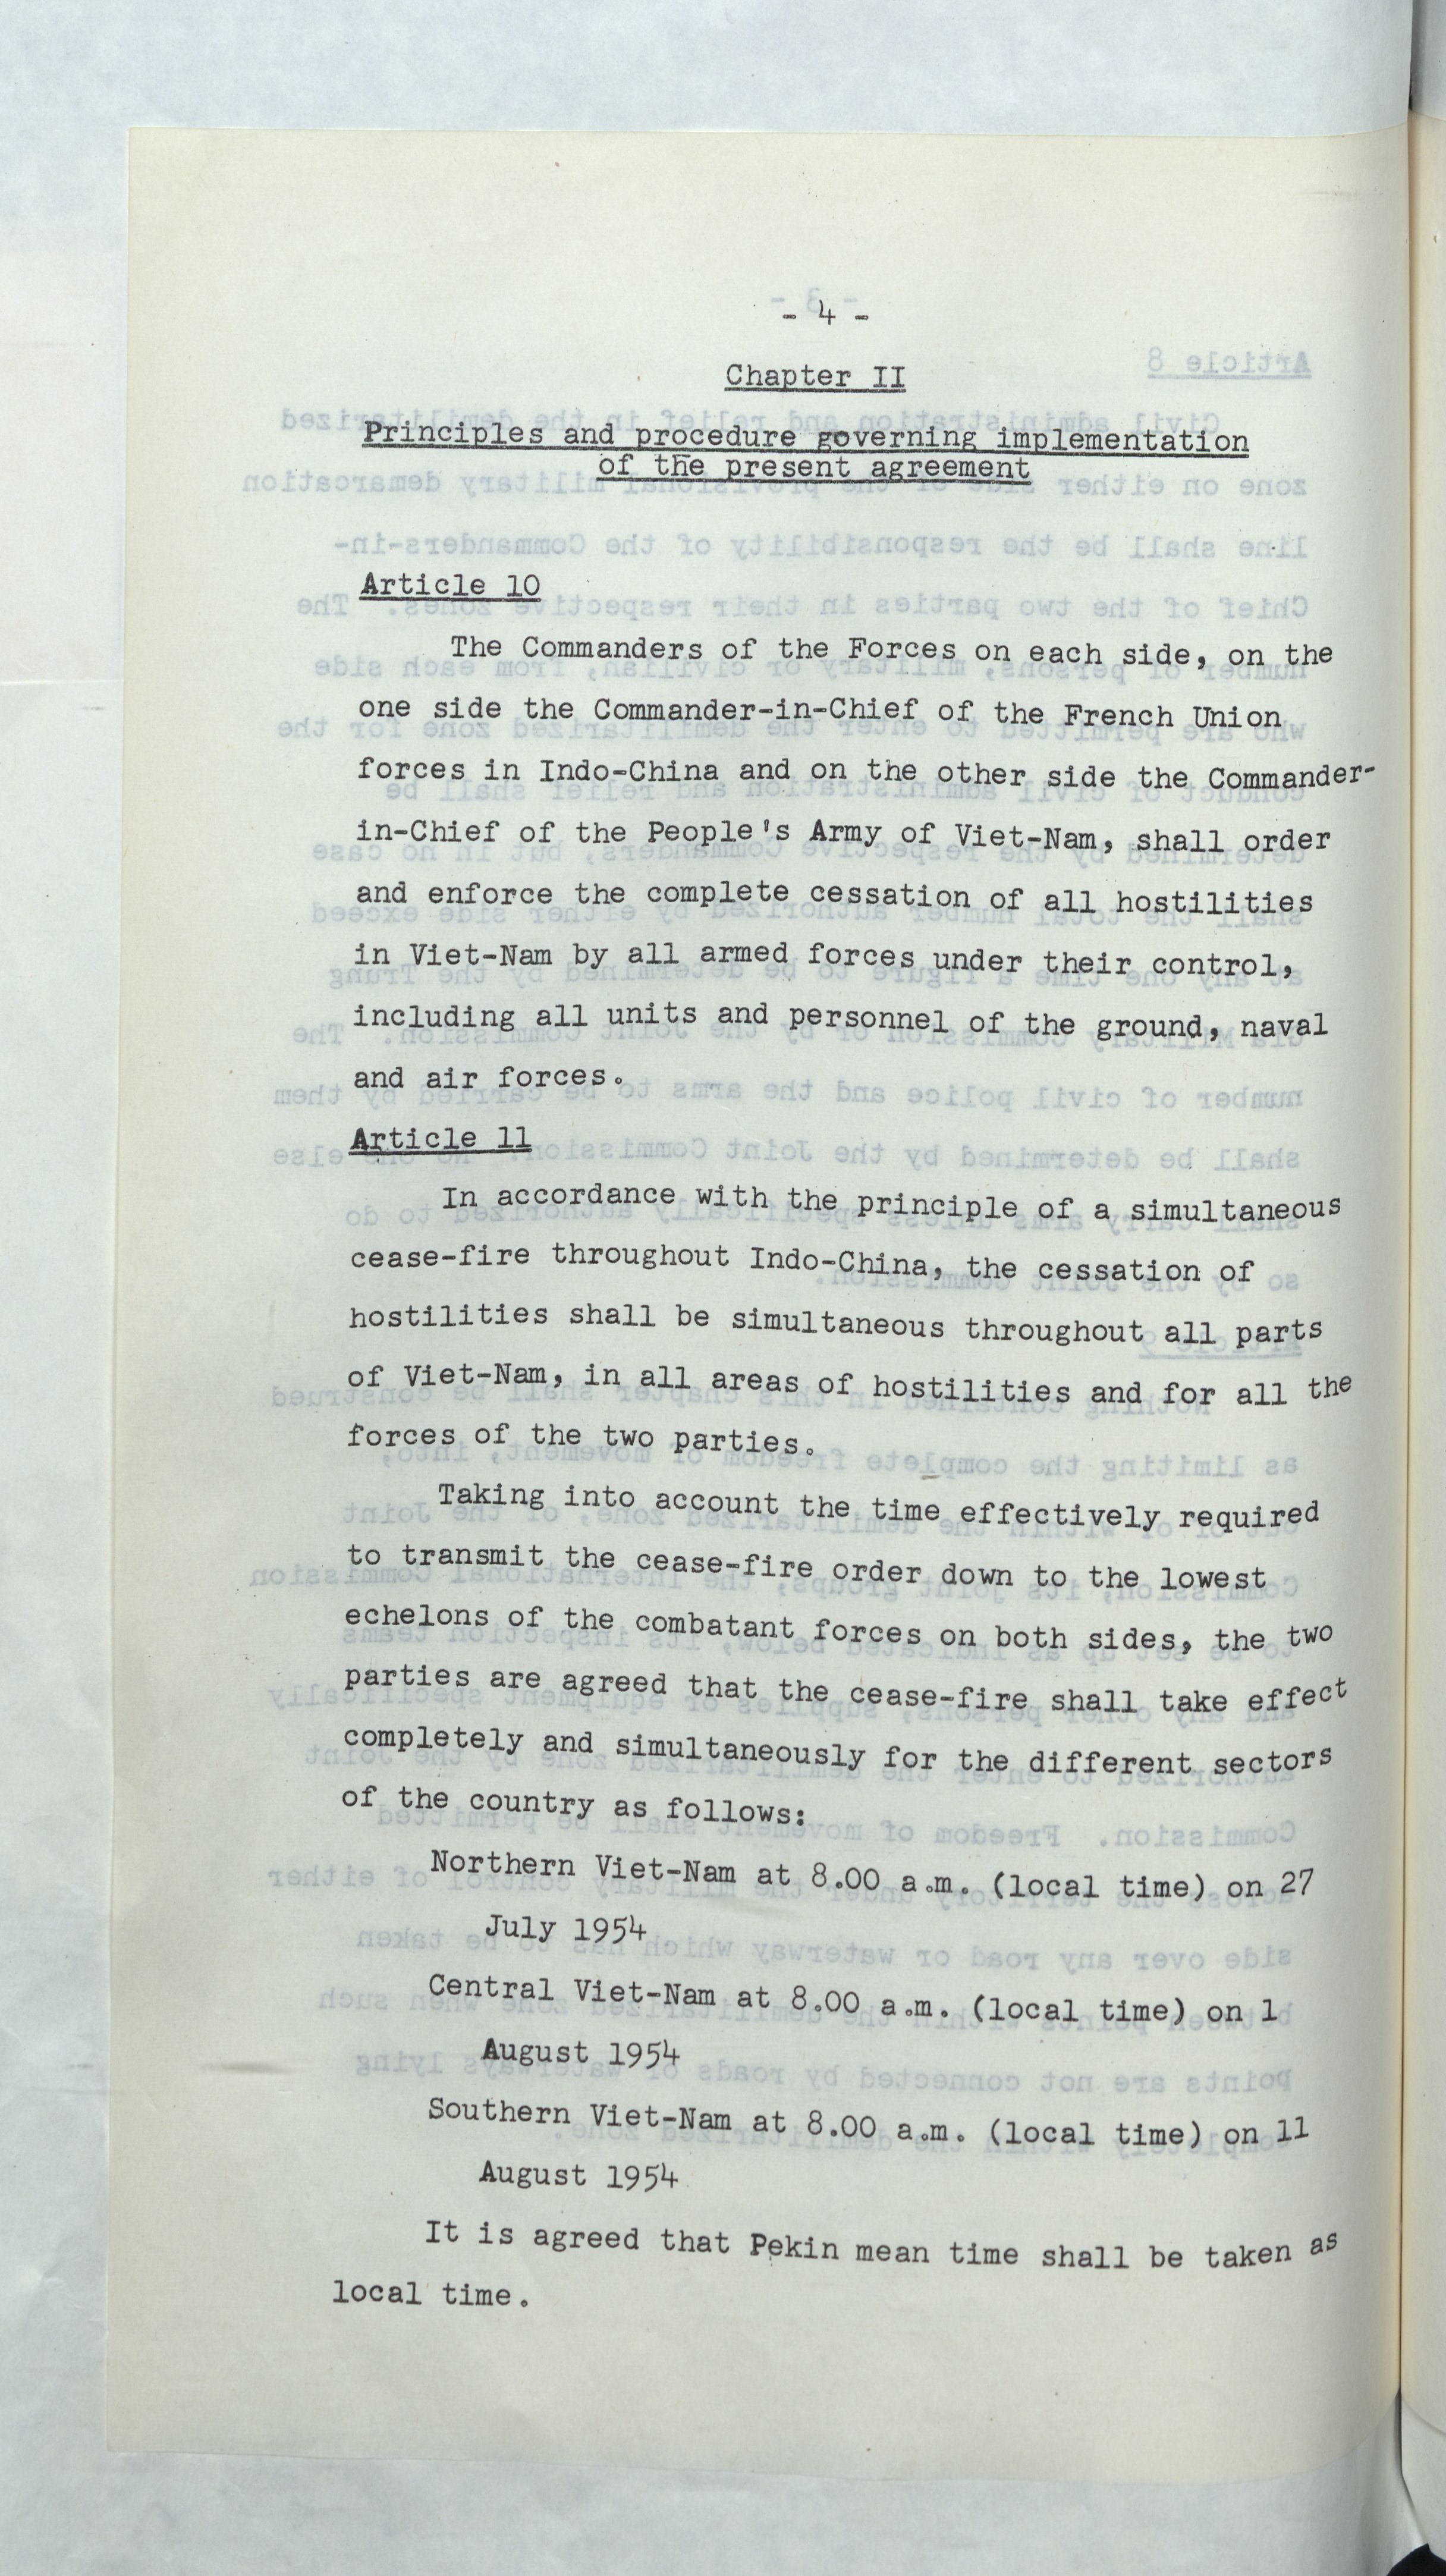 - 4 -
Chapter II
Principles and procedure governing implementation
of the present agreement
Article 10
The Commanders of the Forces on each side, on the
one side the Commander-in-Chief of the French Union
forces in Indo-China and on the other side the Commander-
in-Chief of the People's Army of Viet-Nam, shall order
and enforce the complete cessation of all hostilities
in Viet-Nam by all armed forces under their control,
including all units and personnel of the ground, naval
and air forces.
Article 11
In accordance with the principle of a simultaneous
cease-fire throughout Indo-China, the cessation of
hostilities shall be simultaneous throughout all parts
of Viet-Nam, in all areas of hostilities and for all the
forces of the two parties.
Taking into account the time effectively required
to transmit the cease-fire order down to the lowest
echelons of the combatant forces on both sides, the two
parties are agreed that the cease-fire shall take effect
completely and simultaneously for the different sectors
of the country as follows:
Northern Viet-Nam at 8.00 a.m. (local time) on 27
July 1954
Central Viet-Nam at 8.00 a.m. (local time) on 1
August 1954
Southern Viet-Nam at 8.00 a.m. (local time) on 11
August 1954
It is agreed that Pekin mean time shall be taken as
local time.